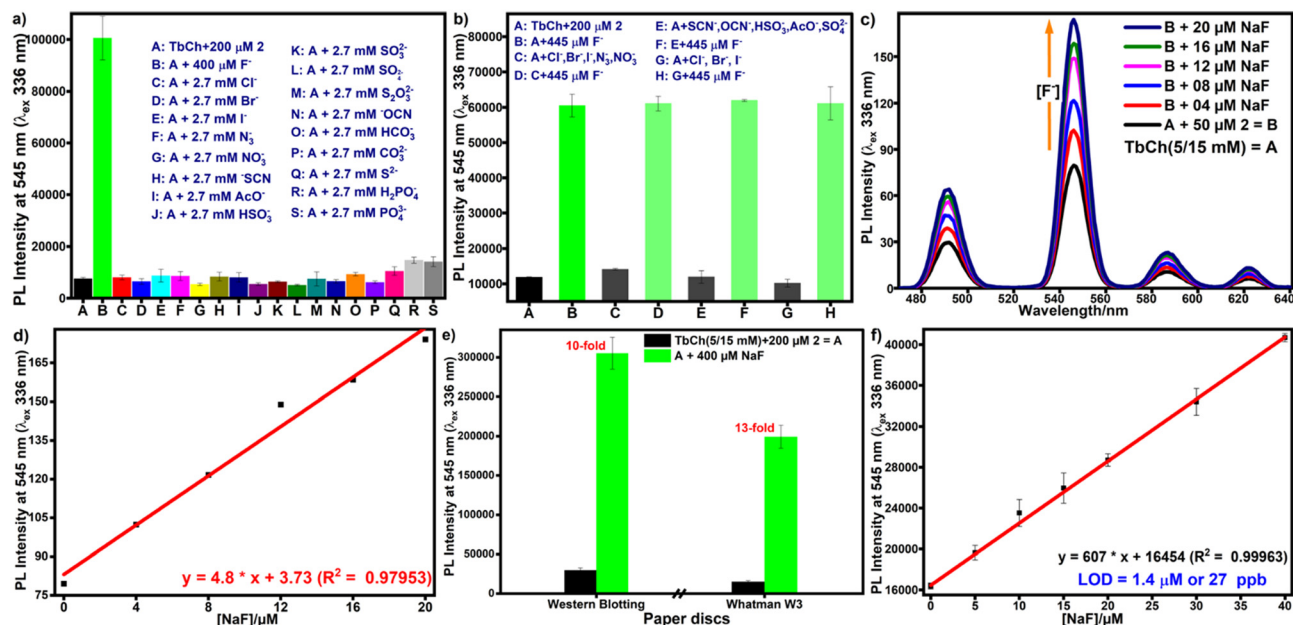 a)
PL Intensity at 545 nm (λex 336 nm)
100000
80000
60000
40000
20000
0
A: TbCh+200 μM 2
B: A + 400 μM F⁻
C: A + 2.7 mM Cl⁻
D: A + 2.7 mM Br⁻
E: A + 2.7 mM I⁻
F: A + 2.7 mM N₃⁻
G: A + 2.7 mM NO₃⁻
H: A + 2.7 mM ⁻SCN
I: A + 2.7 mM AcO⁻
J: A + 2.7 mM HSO₃⁻
K: A + 2.7 mM SO₃²⁻
L: A + 2.7 mM SO₄²⁻
M: A + 2.7 mM S₂O₃²⁻
N: A + 2.7 mM ⁻OCN
O: A + 2.7 mM HCO₃⁻
P: A + 2.7 mM CO₃²⁻
Q: A + 2.7 mM S²⁻
R: A + 2.7 mM H₂PO₄⁻
S: A + 2.7 mM PO₄³⁻
A B C D E F G H I J K L M N O P Q R S
b)
PL Intensity at 545 nm (λex 336 nm)
80000
70000
60000
50000
40000
30000
20000
10000
A: TbCh+200 μM 2
B: A+445 μM F⁻
C: A+Cl⁻,Br⁻,I⁻,N₃⁻,NO₃⁻
D: C+445 μM F⁻
E: A+SCN⁻,OCN⁻,HSO₃⁻,AcO⁻,SO₄²⁻
F: E+445 μM F⁻
G: A+Cl⁻, Br⁻, I⁻
H: G+445 μM F⁻
A B C D E F G H
c)
PL Intensity (λex 336 nm)
150
120
90
60
30
0
[F⁻]
B + 20 μM NaF
B + 16 μM NaF
B + 12 μM NaF
B + 08 μM NaF
B + 04 μM NaF
A + 50 μM 2 = B
TbCh(5/15 mM) = A
480 500 520 540 560 580 600 620 640
Wavelength/nm
d)
PL Intensity at 545 nm (λex 336 nm)
165
150
135
120
105
90
75
y = 4.8 * x + 3.73 (R² = 0.97953)
0 4 8 12 16 20
[NaF]/μM
e)
PL Intensity at 545 nm (λex 336 nm)
300000
250000
200000
150000
100000
50000
0
TbCh(5/15 mM)+200 μM 2 = A
A + 400 μM NaF
10-fold
13-fold
Western Blotting Whatman W3
Paper discs
f)
PL Intensity at 545 nm (λex 336 nm)
40000
36000
32000
28000
24000
20000
16000
y = 607 * x + 16454 (R² = 0.99963)
LOD = 1.4 μM or 27 ppb
0 5 10 15 20 25 30 35 40
[NaF]/μM